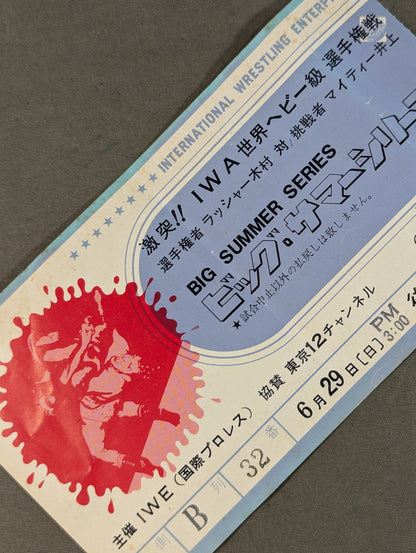 ★★★★★★★ INTERNATIONAL WRESTLING ENTERP
激突!! IWA世界ヘビー級 選手権戦
選手権者 ラッシャー木村 対 挑戦者 マイティー井上
BIG SUMMER SERIES
ビッグ・サマーシリー
★試合中止以外の払戻しは致しません。
主催 IWE (国際プロレス) 協賛 東京12チャンネル
6月29日[日] PM 3:00
側 B 列 32 番